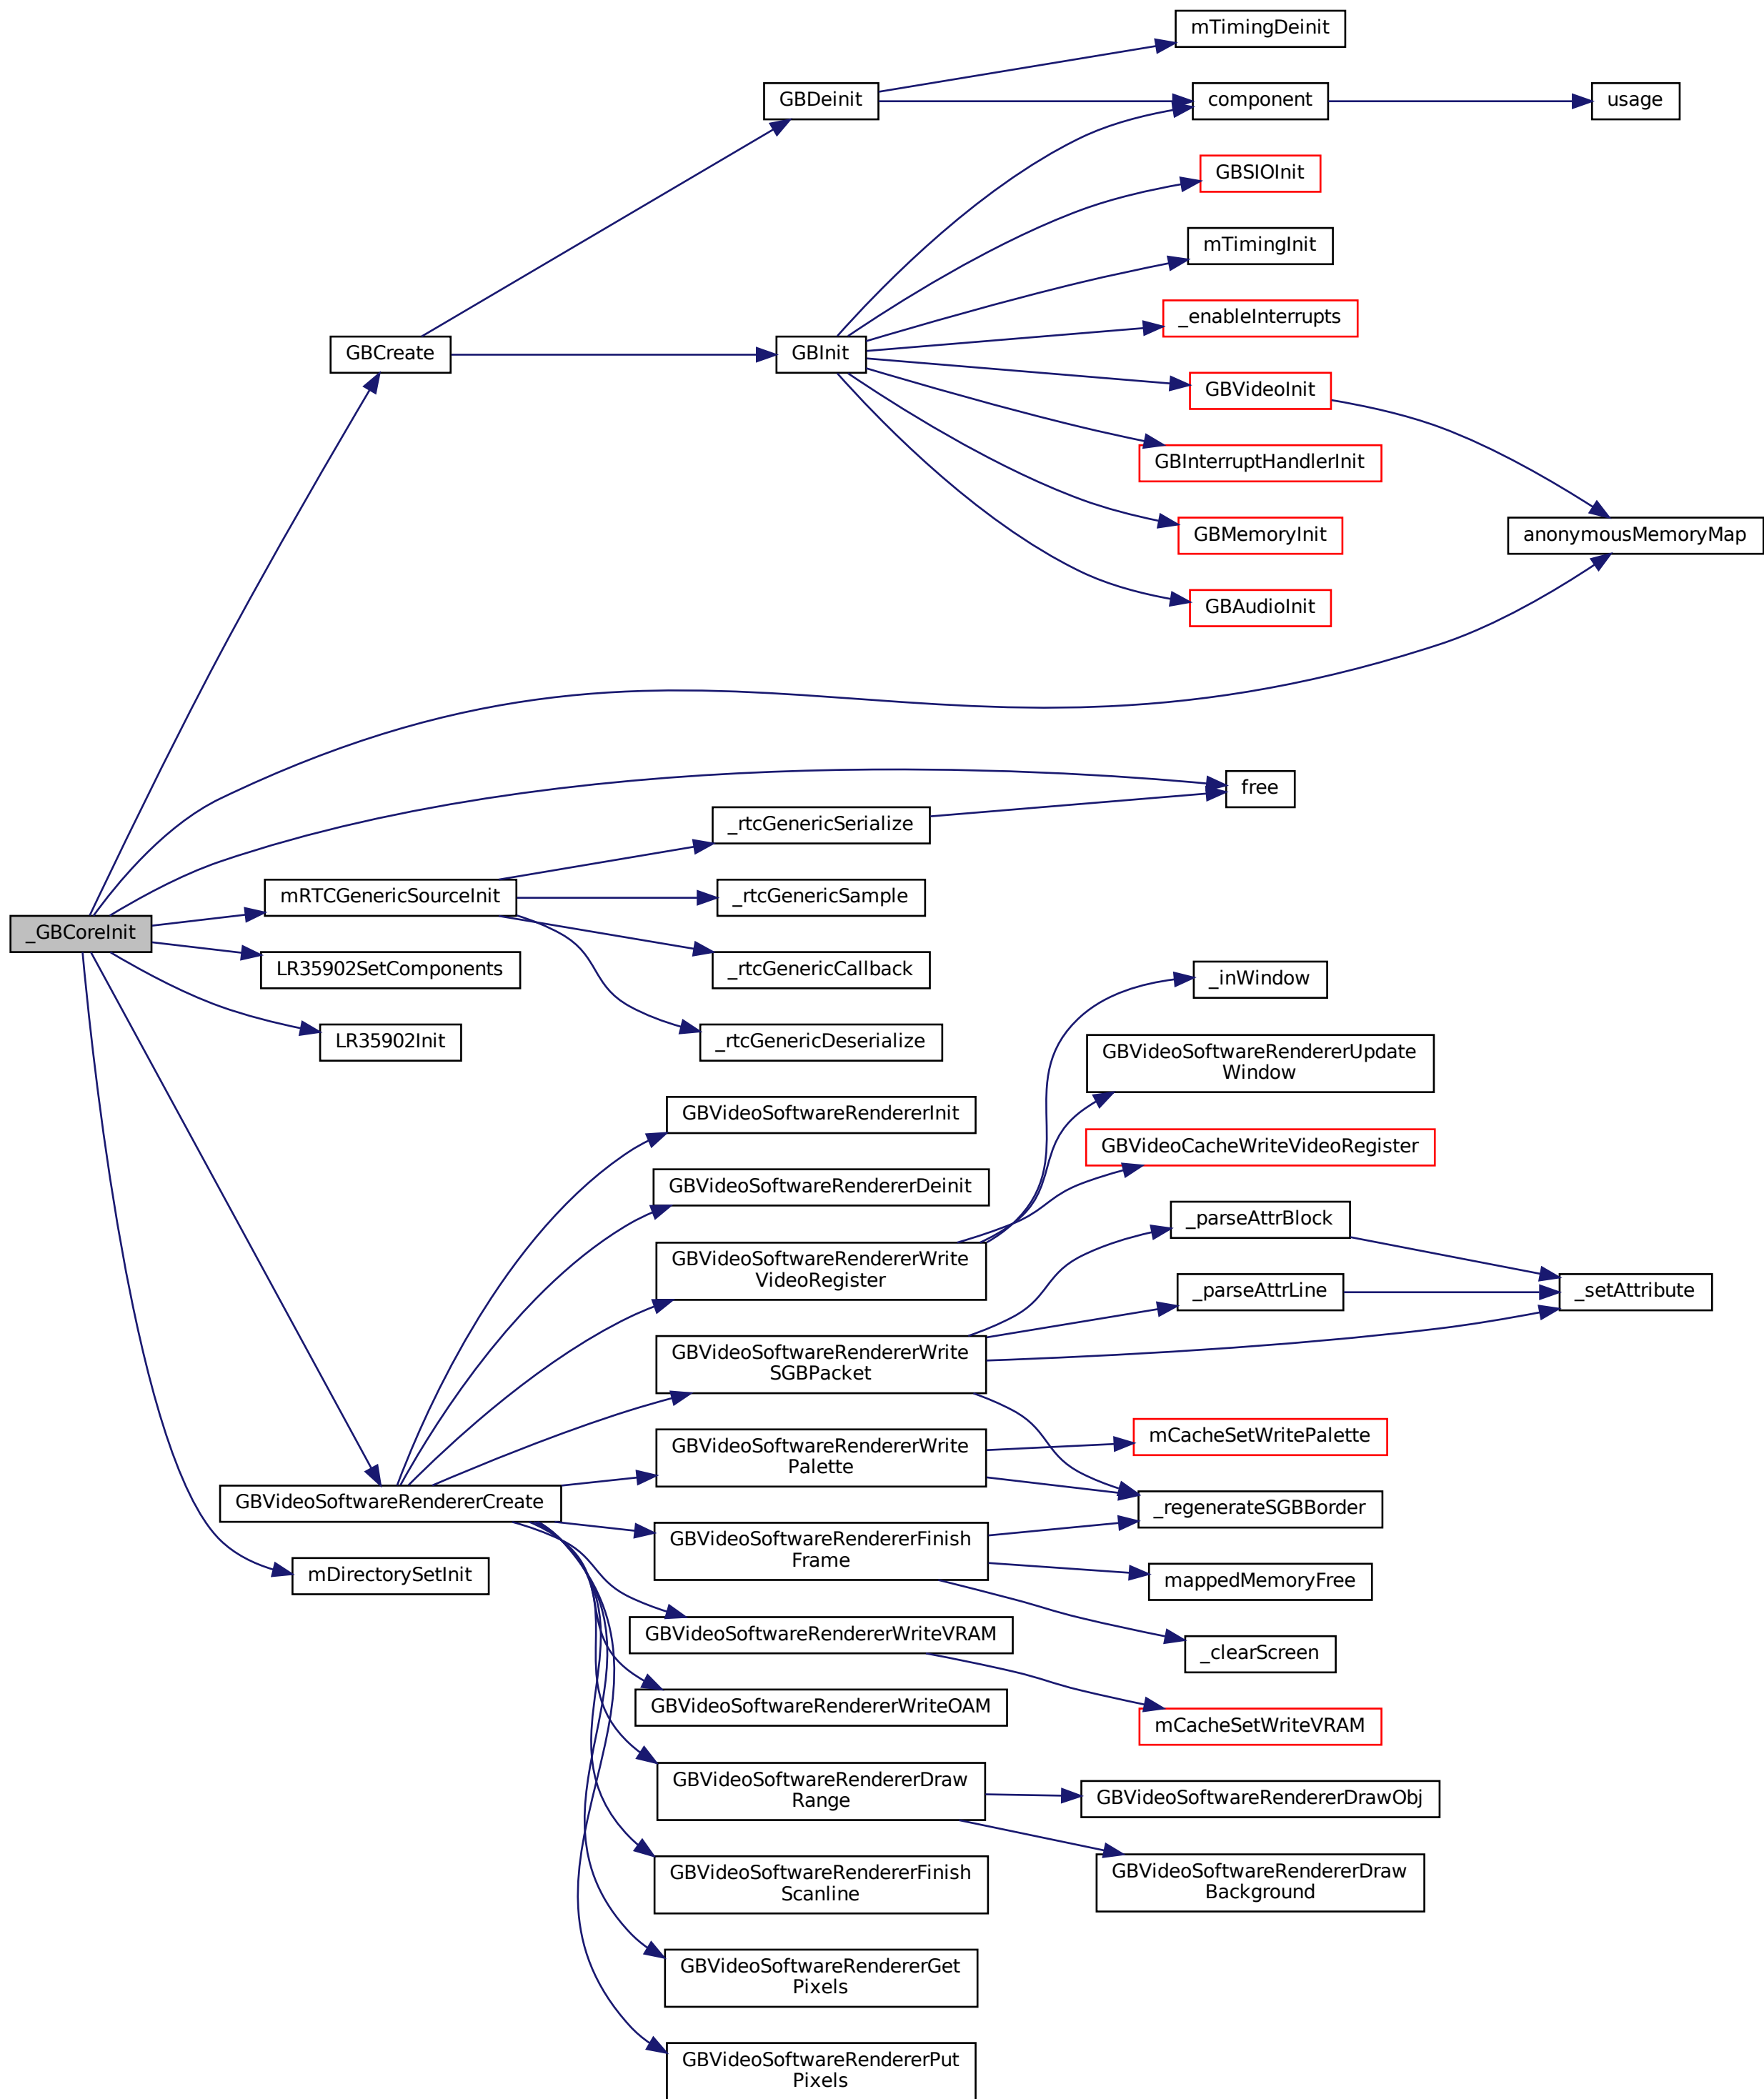 mTimingDeinit
GBDeinit
component
usage
GBSIOInit
mTimingInit
_enableInterrupts
GBCreate
GBInit
GBVideoInit
GBInterruptHandlerInit
GBMemoryInit
anonymousMemoryMap
GBAudioInit
free
_rtcGenericSerialize
mRTCGenericSourceInit
_rtcGenericSample
_GBCoreInit
LR35902SetComponents
_rtcGenericCallback
_inWindow
LR35902Init
_rtcGenericDeserialize
GBVideoSoftwareRendererUpdate
Window
GBVideoSoftwareRendererInit
GBVideoCacheWriteVideoRegister
GBVideoSoftwareRendererDeinit
_parseAttrBlock
GBVideoSoftwareRendererWrite
VideoRegister
_parseAttrLine
_setAttribute
GBVideoSoftwareRendererWrite
SGBPacket
mCacheSetWritePalette
GBVideoSoftwareRendererWrite
Palette
GBVideoSoftwareRendererCreate
_regenerateSGBBorder
GBVideoSoftwareRendererFinish
Frame
mDirectorySetInit
mappedMemoryFree
GBVideoSoftwareRendererWriteVRAM
_clearScreen
GBVideoSoftwareRendererWriteOAM
mCacheSetWriteVRAM
GBVideoSoftwareRendererDraw
Range
GBVideoSoftwareRendererDrawObj
GBVideoSoftwareRendererFinish
Scanline
GBVideoSoftwareRendererDraw
Background
GBVideoSoftwareRendererGet
Pixels
GBVideoSoftwareRendererPut
Pixels